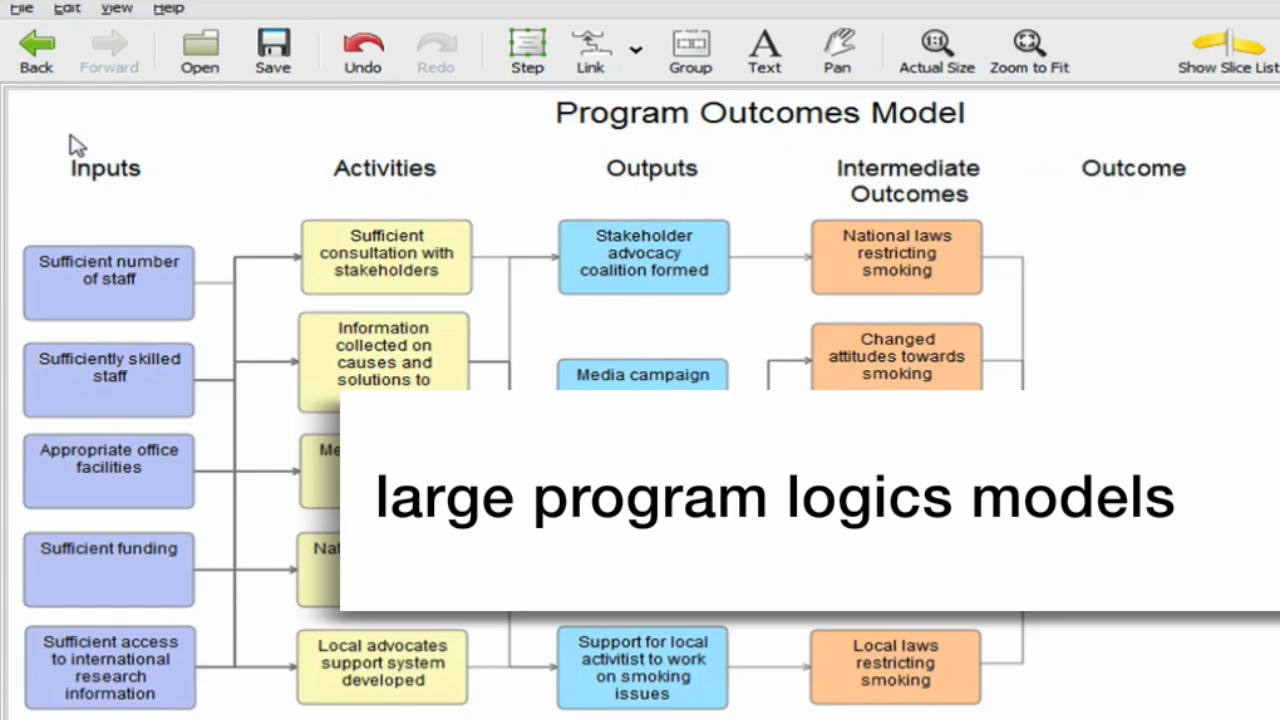 File Edit View Help
Back Forward Open Save Undo Redo Step Link Group Text Pan Actual Size Zoom to Fit Show Slice List
Program Outcomes Model
Inputs
Activities
Outputs
Intermediate
Outcomes
Outcome
Sufficient number
of staff
Sufficiently skilled
staff
Appropriate office
facilities
Sufficient funding
Sufficient access
to international
research
information
Sufficient
consultation with
stakeholders
Information
collected on
causes and
solutions to
Local advocates
support system
developed
Stakeholder
advocacy
coalition formed
Media campaign
Support for local
activitist to work
on smoking
issues
National laws
restricting
smoking
Changed
attitudes towards
smoking
Local laws
restricting
smoking
large program logics models